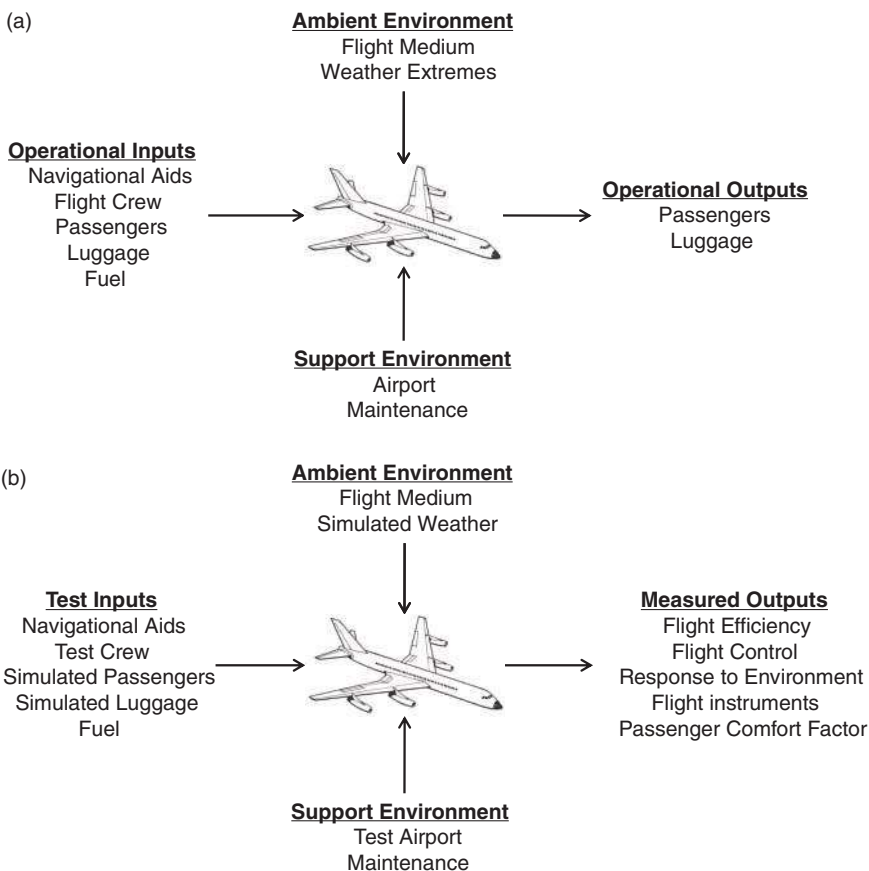 (a)
Ambient Environment
Flight Medium
Weather Extremes
Operational Inputs
Navigational Aids
Flight Crew
Passengers
Luggage
Fuel
Operational Outputs
Passengers
Luggage
Support Environment
Airport
Maintenance
(b)
Ambient Environment
Flight Medium
Simulated Weather
Test Inputs
Navigational Aids
Test Crew
Simulated Passengers
Simulated Luggage
Fuel
Measured Outputs
Flight Efficiency
Flight Control
Response to Environment
Flight instruments
Passenger Comfort Factor
Support Environment
Test Airport
Maintenance